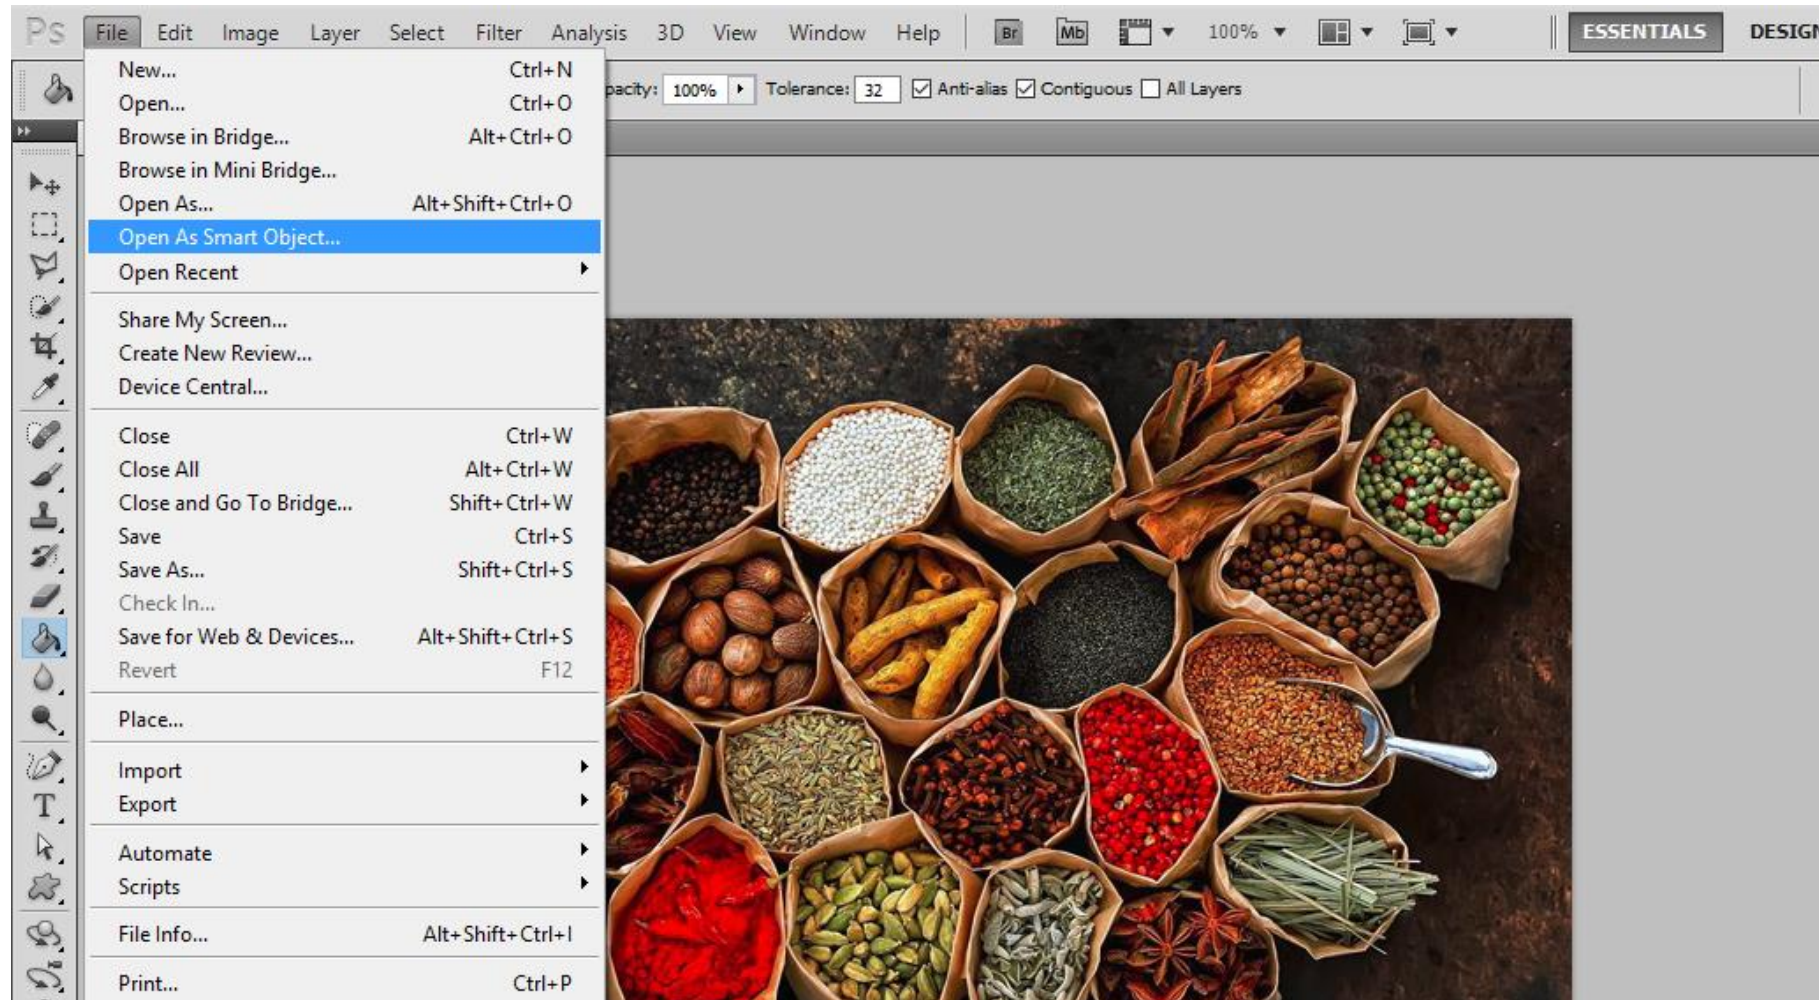 Ps File Edit Image Layer Select Filter Analysis 3D View Window Help Br Mb 100% ESSENTIALS DESIGN
pacity: 100% Tolerance: 32 Anti-alias Contiguous All Layers
New... Ctrl+N
Open... Ctrl+O
Browse in Bridge... Alt+Ctrl+O
Browse in Mini Bridge...
Open As... Alt+Shift+Ctrl+O
Open As Smart Object...
Open Recent
Share My Screen...
Create New Review...
Device Central...
Close Ctrl+W
Close All Alt+Ctrl+W
Close and Go To Bridge... Shift+Ctrl+W
Save Ctrl+S
Save As... Shift+Ctrl+S
Check In...
Save for Web & Devices... Alt+Shift+Ctrl+S
Revert F12
Place...
Import
Export
Automate
Scripts
File Info... Alt+Shift+Ctrl+I
Print... Ctrl+P
T